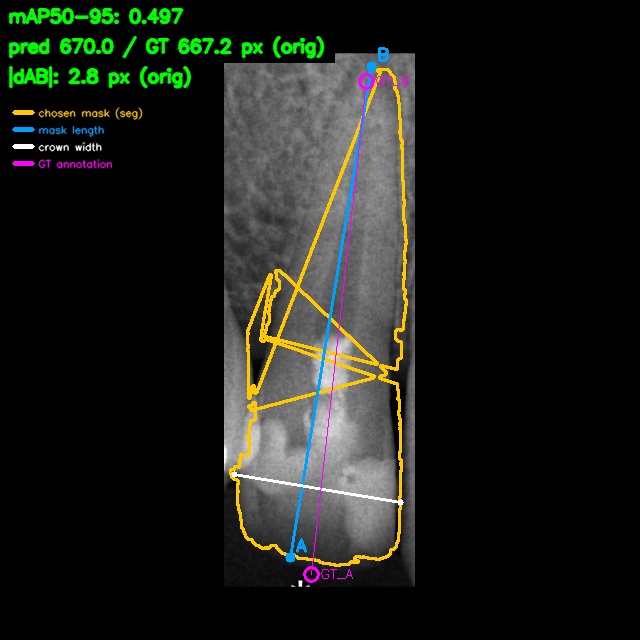 mAP50-95: 0.497
pred 670.0 / GT 667.2 px (orig)
|dAB|: 2.8 px (orig)
chosen mask (seg)
mask length
crown width
GT annotation
B
A
GT_A